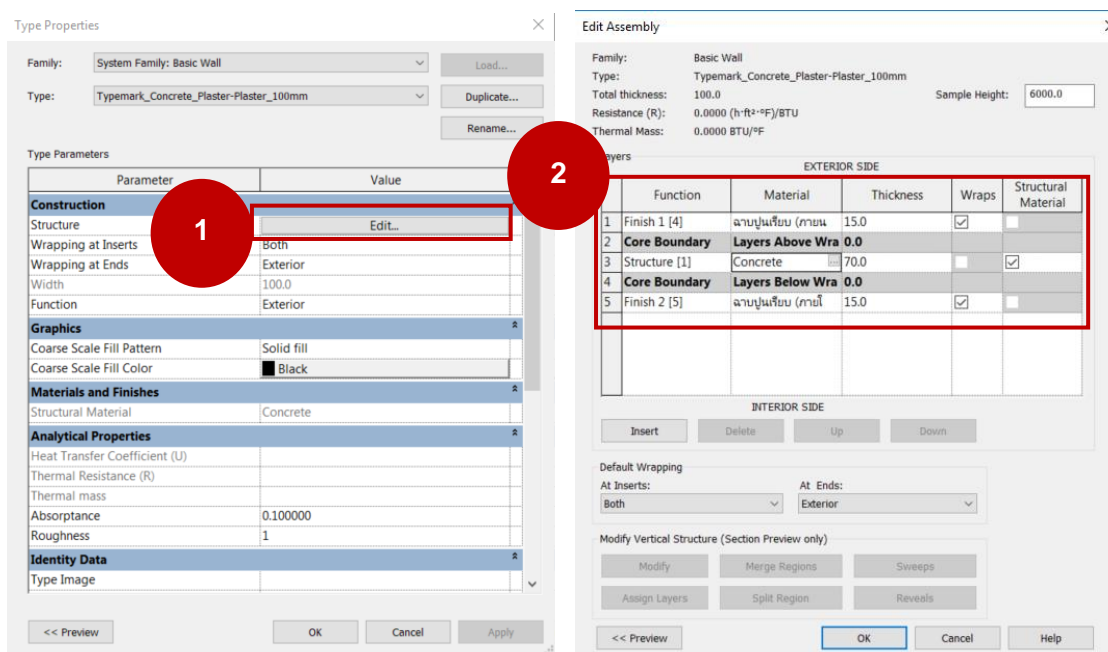 Type Properties
Family: System Family: Basic Wall Load...
Type: Typemark_Concrete_Plaster-Plaster_100mm Duplicate...
Rename...
Type Parameters
Parameter Value
Construction
Structure Edit...
Wrapping at Inserts Both
Wrapping at Ends Exterior
Width 100.0
Function Exterior
Graphics
Coarse Scale Fill Pattern Solid fill
Coarse Scale Fill Color Black
Materials and Finishes
Structural Material Concrete
Analytical Properties
Heat Transfer Coefficient (U)
Thermal Resistance (R)
Thermal mass
Absorptance 0.100000
Roughness 1
Identity Data
Type Image
<< Preview OK Cancel Apply
1
2
Edit Assembly
Family: Basic Wall
Type: Typemark_Concrete_Plaster-Plaster_100mm
Total thickness: 100.0 Sample Height: 6000.0
Resistance (R): 0.0000 (h·ft²·°F)/BTU
Thermal Mass: 0.0000 BTU/°F
ayers
EXTERIOR SIDE
Function Material Thickness Wraps Structural Material
1 Finish 1 [4] ฉาบปูนเรียบ (ภายน 15.0
2 Core Boundary Layers Above Wra 0.0
3 Structure [1] Concrete ... 70.0
4 Core Boundary Layers Below Wra 0.0
5 Finish 2 [5] ฉาบปูนเรียบ (ภายใ 15.0
INTERIOR SIDE
Insert Delete Up Down
Default Wrapping
At Inserts: At Ends:
Both Exterior
Modify Vertical Structure (Section Preview only)
Modify Merge Regions Sweeps
Assign Layers Split Region Reveals
<< Preview OK Cancel Help